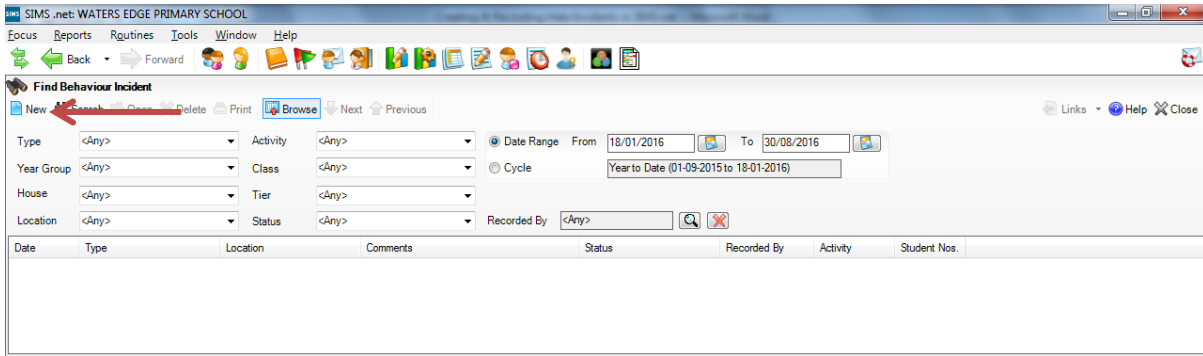 SIMS SIMS .net: WATERS EDGE PRIMARY SCHOOL
Focus Reports Routines Tools Window Help
Back Forward
Find Behaviour Incident
New Search Open Delete Print Browse Next Previous Links Help Close
Type <Any> Activity <Any> Date Range From 18/01/2016 To 30/08/2016
Year Group <Any> Class <Any> Cycle Year to Date (01-09-2015 to 18-01-2016)
House <Any> Tier <Any>
Location <Any> Status <Any> Recorded By <Any>
Date Type Location Comments Status Recorded By Activity Student Nos.